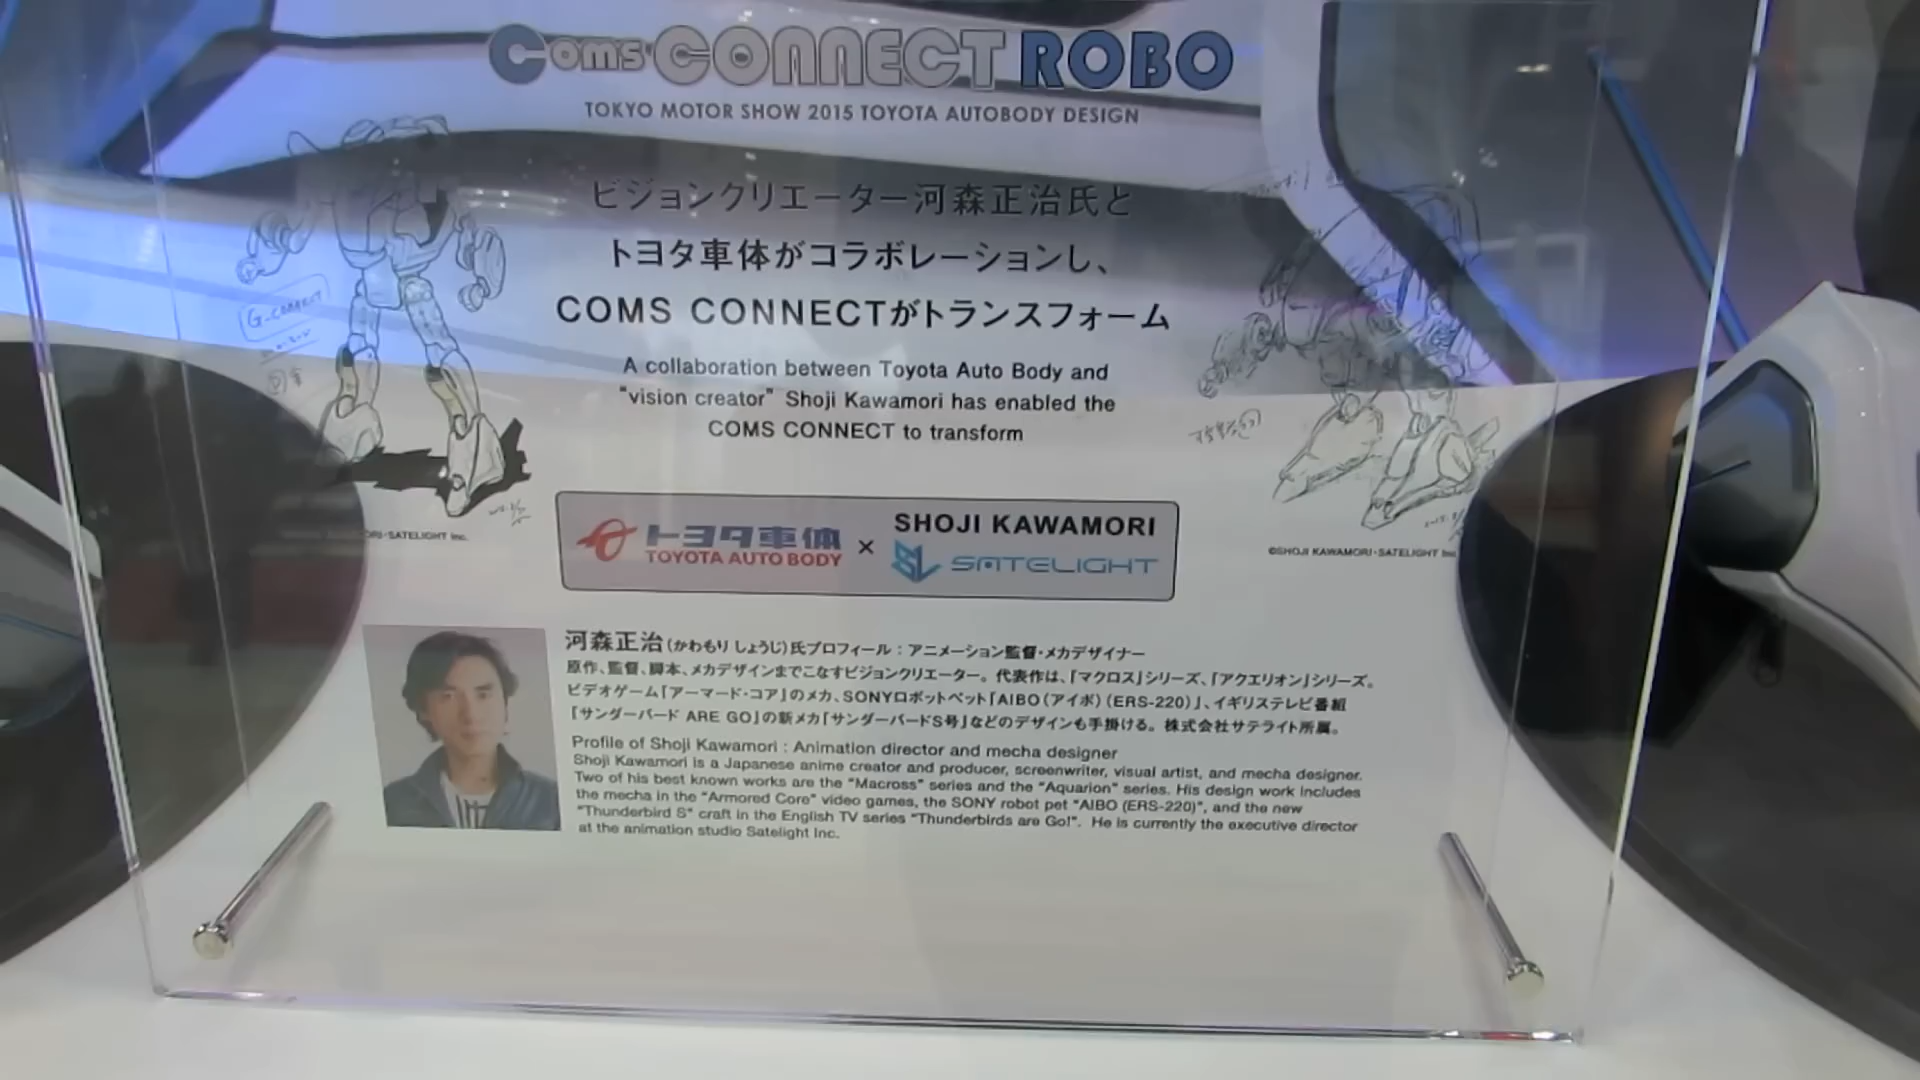 Coms CONNECT ROBO
TOKYO MOTOR SHOW 2015 TOYOTA AUTOBODY DESIGN
ビジョンクリエーター河森正治氏と
トヨタ車体がコラボレーションし、
COMS CONNECTがトランスフォーム
G-CONNECT
A collaboration between Toyota Auto Body and
“vision creator” Shoji Kawamori has enabled the
COMS CONNECT to transform
トヨタ車体
TOYOTA AUTO BODY
×
SHOJI KAWAMORI
SATELIGHT
ORI・SATELIGHT Inc.
©SHOJI KAWAMORI・SATELIGHT Inc.
河森正治(かわもり しょうじ)氏プロフィール：アニメーション監督・メカデザイナー
原作、監督、脚本、メカデザインまでこなすビジョンクリエーター。代表作は、「マクロス」シリーズ、「アクエリオン」シリーズ。
ビデオゲーム「アーマード・コア」のメカ、SONYロボットペット「AIBO(アイボ)(ERS-220)」、イギリステレビ番組
「サンダーバード ARE GO」の新メカ「サンダーバードS号」などのデザインも手掛ける。株式会社サテライト所属。
Profile of Shoji Kawamori : Animation director and mecha designer
Shoji Kawamori is a Japanese anime creator and producer, screenwriter, visual artist, and mecha designer.
Two of his best known works are the “Macross” series and the “Aquarion” series. His design work includes
the mecha in the “Armored Core” video games, the SONY robot pet “AIBO (ERS-220)”, and the new
“Thunderbird S” craft in the English TV series “Thunderbirds are Go!”. He is currently the executive director
at the animation studio Satelight Inc.